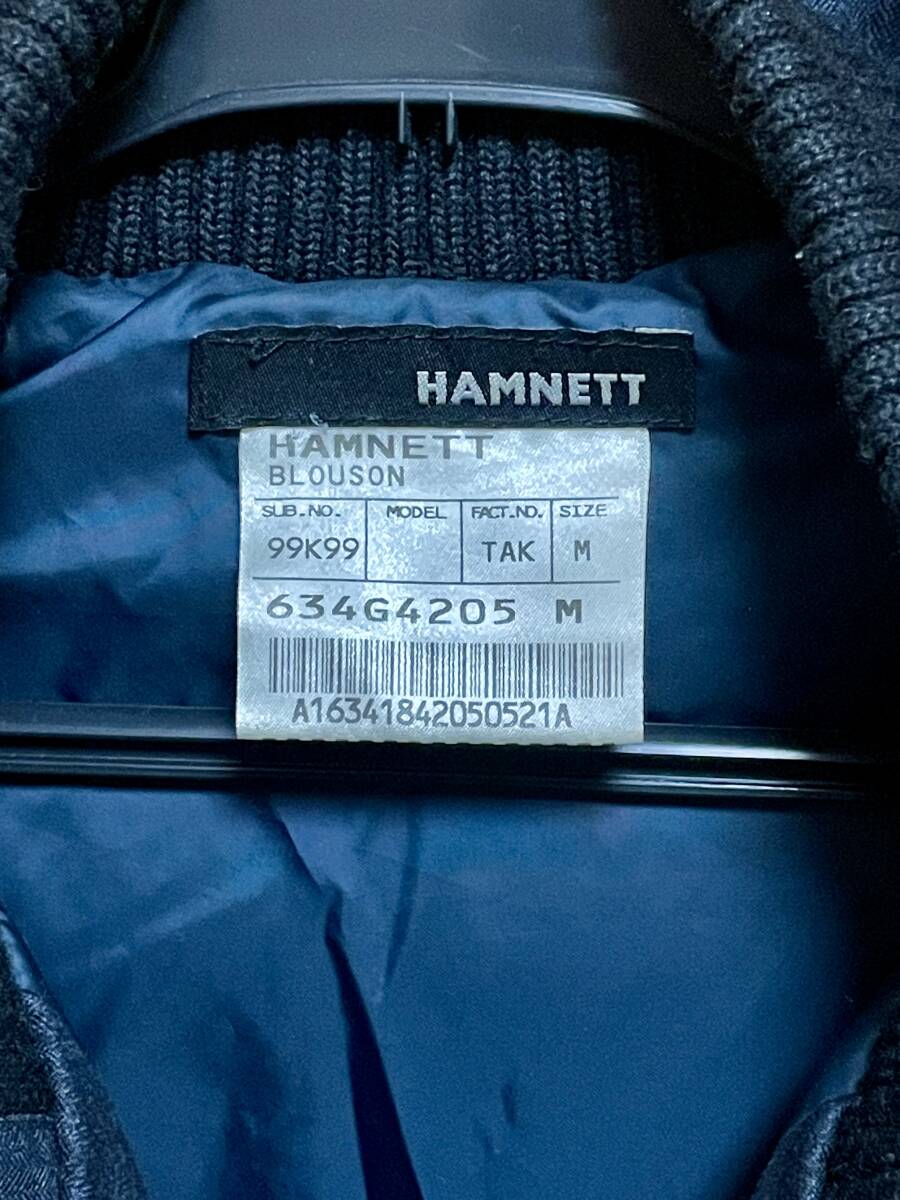 HAMNETT
HAMNETT
BLOUSON
SUB.NO. MODEL FACT.NO. SIZE
99K99 TAK M
634G4205 M
A16341842050521A